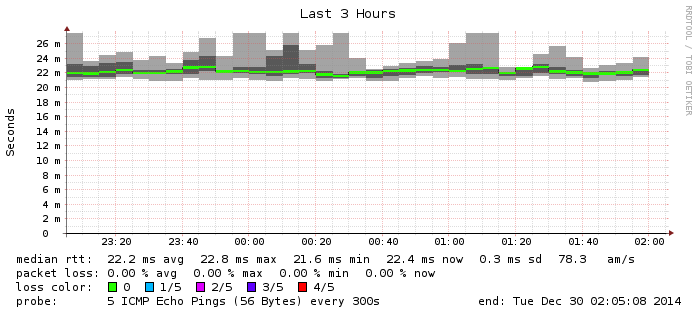 Last 3 Hours
RRDTOOL / TOBI OETIKER
Seconds
26 m
24 m
22 m
20 m
18 m
16 m
14 m
12 m
10 m
8 m
6 m
4 m
2 m
0
23:20 23:40 00:00 00:20 00:40 01:00 01:20 01:40 02:00
median rtt: 22.2 ms avg 22.8 ms max 21.6 ms min 22.4 ms now 0.3 ms sd 78.3 am/s
packet loss: 0.00 % avg 0.00 % max 0.00 % min 0.00 % now
loss color: 0 1/5 2/5 3/5 4/5
probe: 5 ICMP Echo Pings (56 Bytes) every 300s end: Tue Dec 30 02:05:08 2014